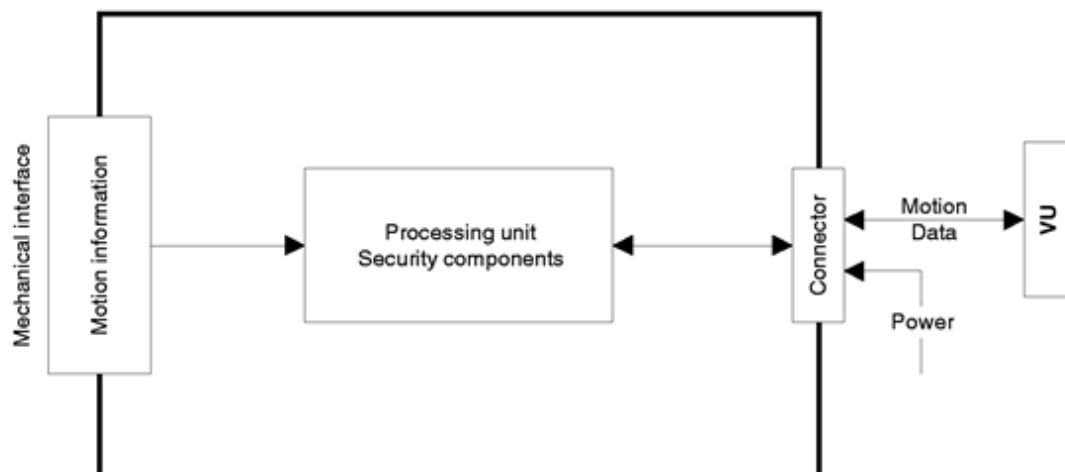 Mechanical interface
Motion information
Processing unit
Security components
Connector
Motion
Data
Power
VU